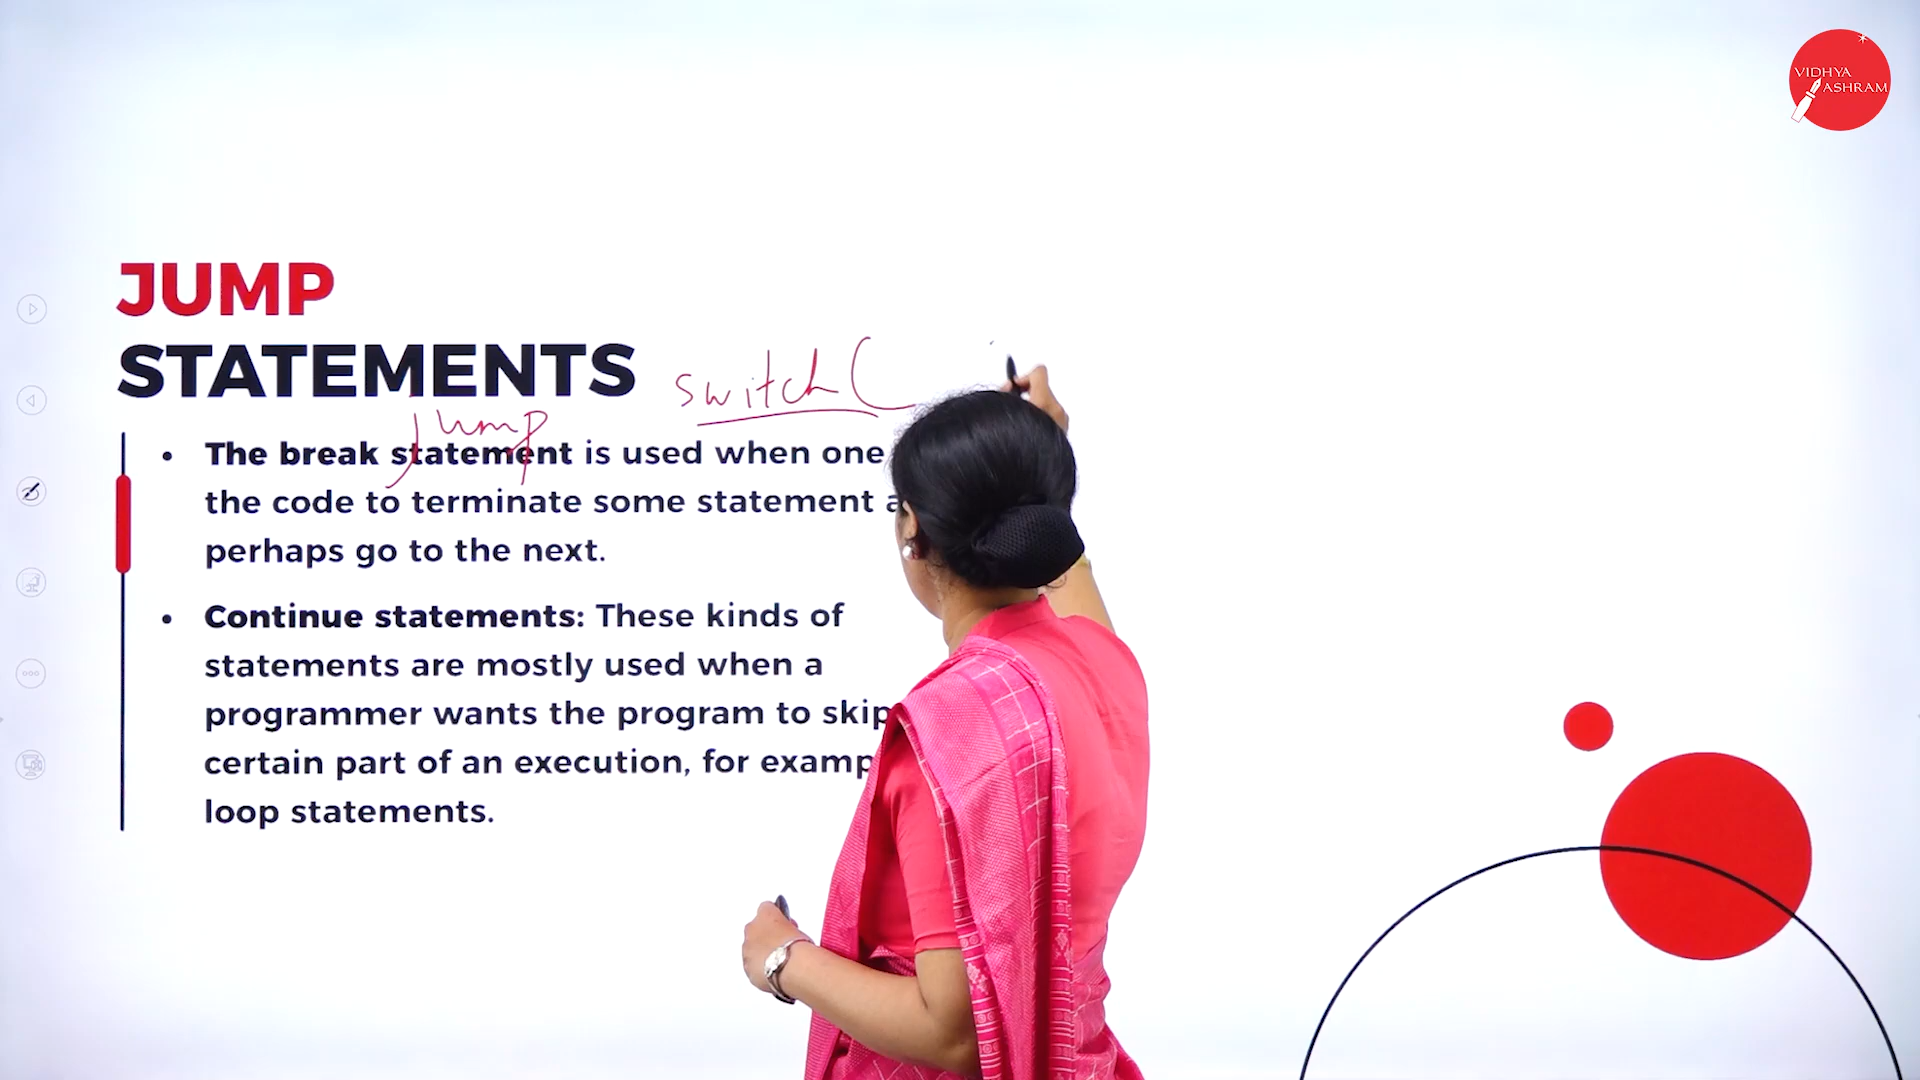 VIDHYA
ASHRAM
JUMP
STATEMENTS
switch (
Jump
The break statement is used when one
the code to terminate some statement
perhaps go to the next.
Continue statements: These kinds of
statements are mostly used when a
programmer wants the program to skip
certain part of an execution, for
loop statements.